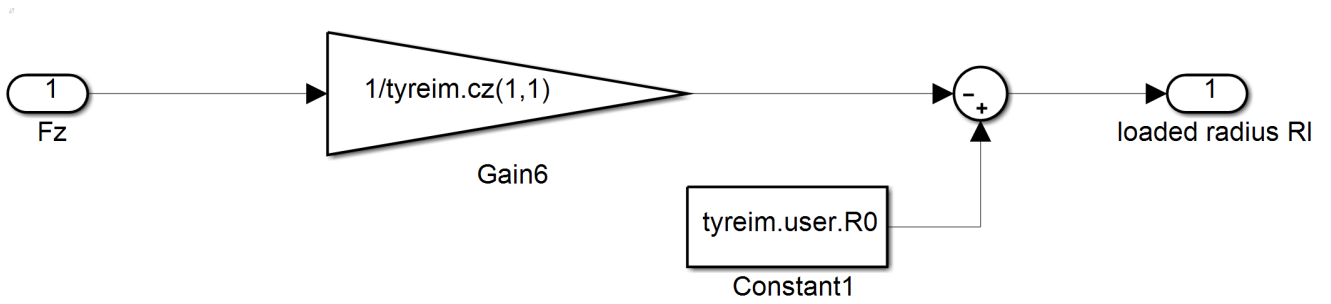 1
Fz
1/tyreim.cz(1,1)
Gain6
tyreim.user.R0
Constant1
−
+
1
loaded radius Rl